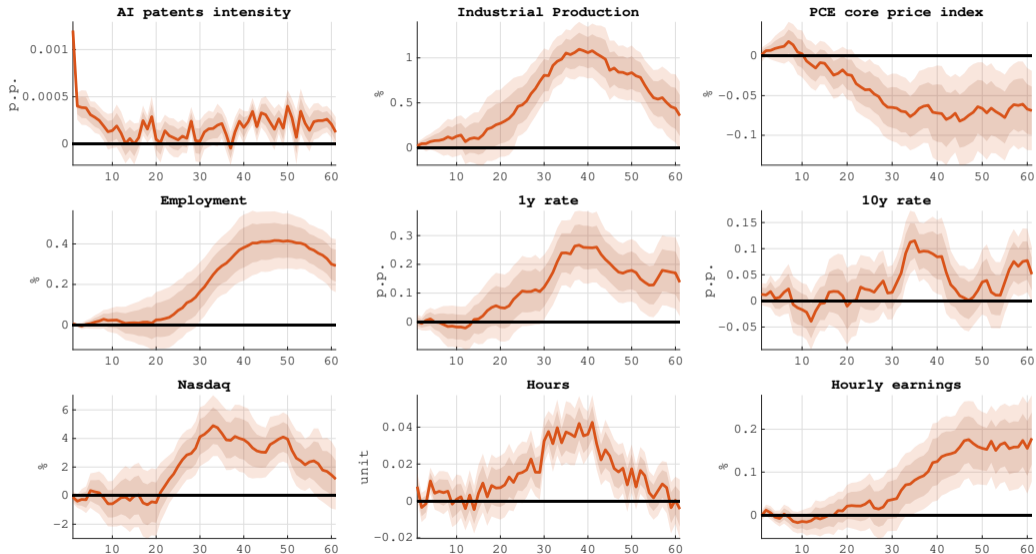 AI patents intensity
p.p.
0.001
0.0005
0
10 20 30 40 50 60
Industrial Production
%
1
0.5
0
10 20 30 40 50 60
PCE core price index
%
0
-0.05
-0.1
10 20 30 40 50 60
Employment
%
0.4
0.2
0
10 20 30 40 50 60
1y rate
p.p.
0.3
0.2
0.1
0
10 20 30 40 50 60
10y rate
p.p.
0.15
0.1
0.05
0
-0.05
10 20 30 40 50 60
Nasdaq
%
6
4
2
0
-2
10 20 30 40 50 60
Hours
unit
0.04
0.02
0
-0.02
10 20 30 40 50 60
Hourly earnings
%
0.2
0.1
0
10 20 30 40 50 60